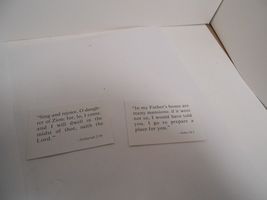 "Sing and rejoice, O daugh-
ter of Zion: for, lo, I come,
and I will dwell in the
midst of thee, saith the
Lord."
"In my Father's house are
many mansions: if it were
not so, I would have told
you. I go to prepare a
place for you."